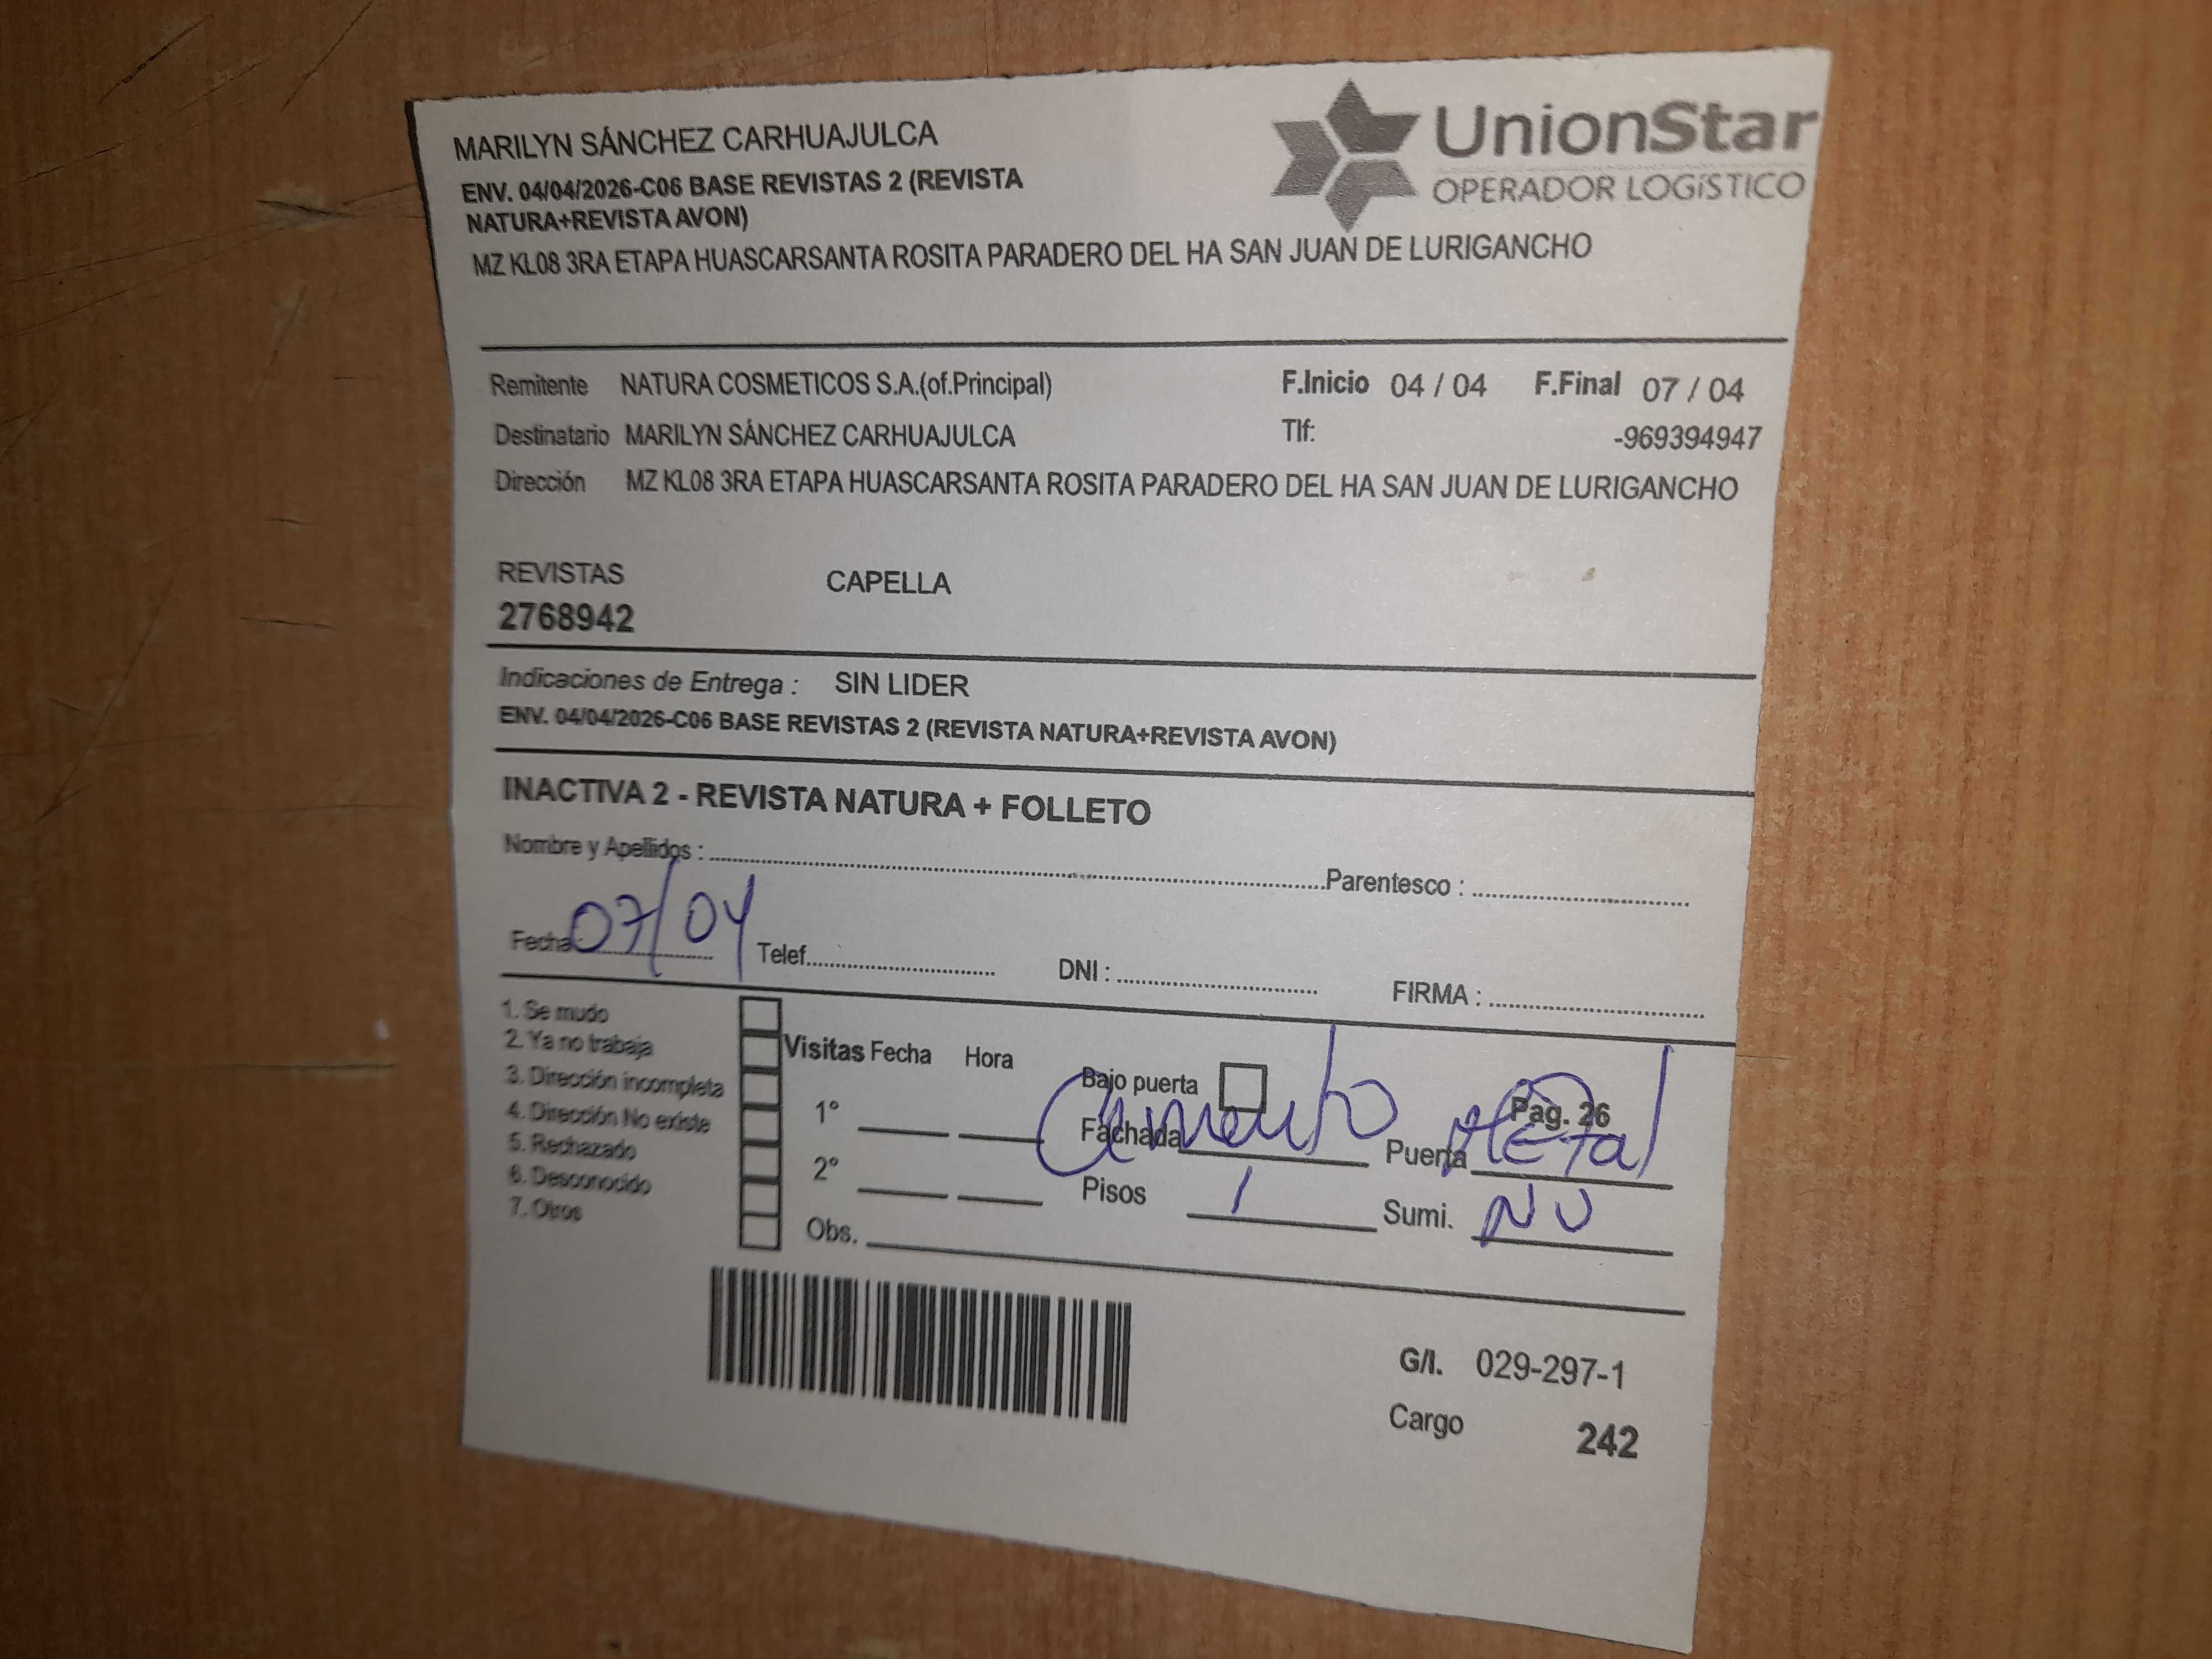 MARILYN SÁNCHEZ CARHUAJULCA
ENV. 04/04/2026-C06 BASE REVISTAS 2 (REVISTA
NATURA+REVISTA AVON)
MZ KL08 3RA ETAPA HUASCARSANTA ROSITA PARADERO DEL HA SAN JUAN DE LURIGANCHO
UnionStar
OPERADOR LOGíSTICO
Remitente NATURA COSMETICOS S.A.(of.Principal) F.Inicio 04 / 04 F.Final 07 / 04
Destinatario MARILYN SÁNCHEZ CARHUAJULCA Tlf: -969394947
Dirección MZ KL08 3RA ETAPA HUASCARSANTA ROSITA PARADERO DEL HA SAN JUAN DE LURIGANCHO
REVISTAS CAPELLA
2768942
Indicaciones de Entrega : SIN LIDER
ENV. 04/04/2026-C06 BASE REVISTAS 2 (REVISTA NATURA+REVISTA AVON)
INACTIVA 2 - REVISTA NATURA + FOLLETO
Nombre y Apellidos : Parentesco :
Fecha: 07/04 Telef. DNI : FIRMA :
1. Se mudo
2. Ya no trabaja
3. Dirección incompleta
4. Dirección No existe
5. Rechazado
6. Desconocido
7. Otros
Visitas Fecha Hora
1°
2°
Obs.
Bajo puerta Pag. 26
Fachada Cemento Puerta Metal
Pisos 1 Sumi. NO
G/I. 029-297-1
Cargo 242